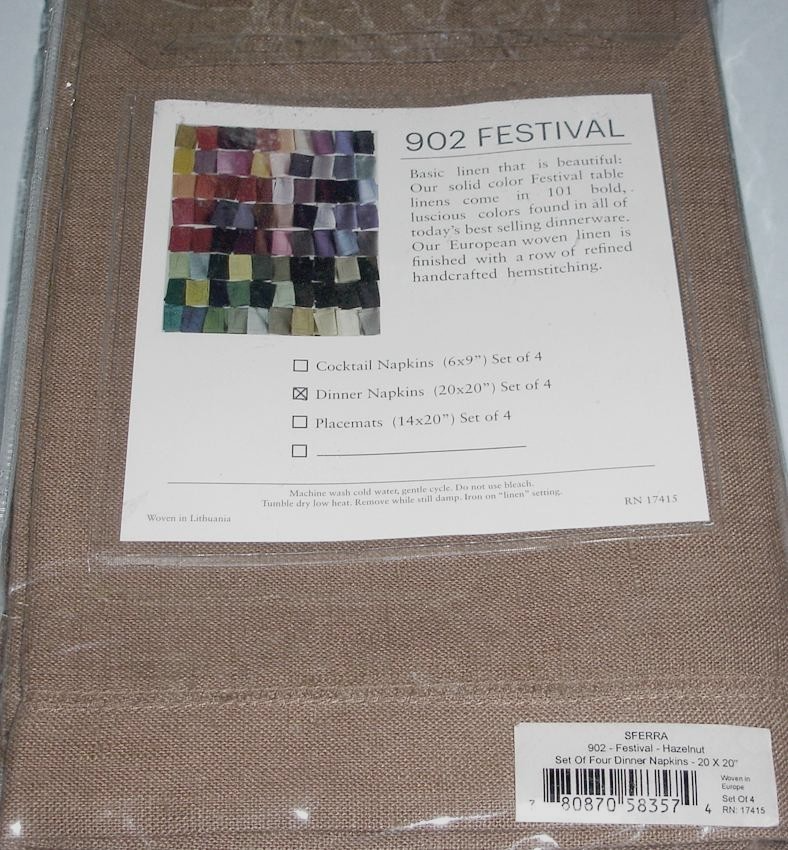 902 FESTIVAL
Basic linen that is beautiful:
Our solid color Festival table
linens come in 101 bold,
luscious colors found in all of
today's best selling dinnerware.
Our European woven linen is
finished with a row of refined
handcrafted hemstitching.
Cocktail Napkins (6x9") Set of 4
Dinner Napkins (20x20") Set of 4
Placemats (14x20") Set of 4
Machine wash cold water, gentle cycle. Do not use bleach.
Tumble dry low heat. Remove while still damp. Iron on "linen" setting.
Woven in Lithuania
RN 17415
SFERRA
902 - Festival - Hazelnut
Set Of Four Dinner Napkins - 20 X 20"
Woven in
Europe
Set Of 4
RN: 17415
7 80870 58357 4